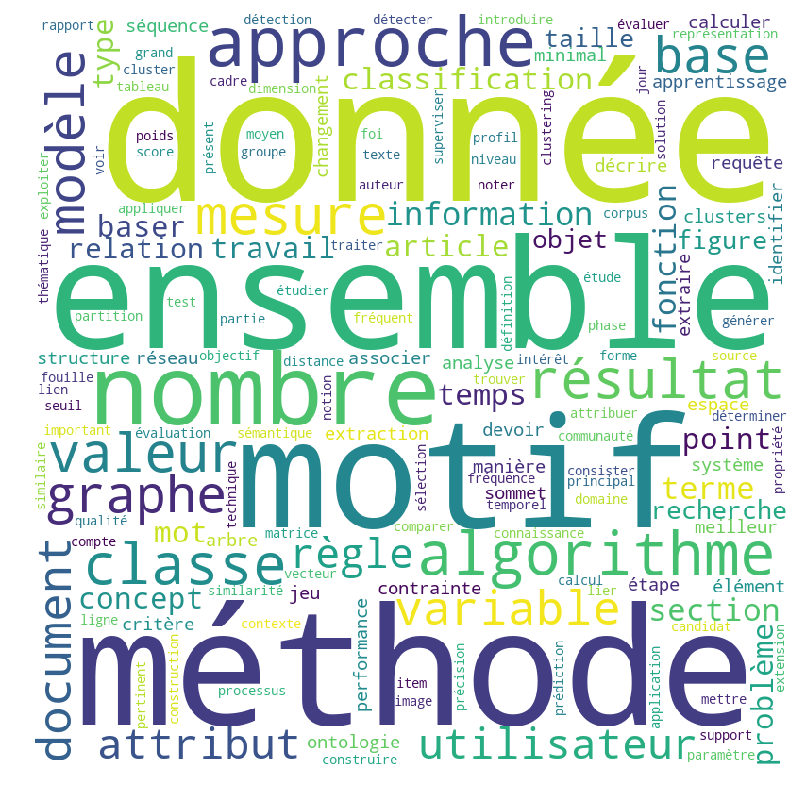 rapport
séquence
détection
détecter
introduire
évaluer
calculer
représentation
approche
taille
base
type
grand
cluster
tableau
cadre
dimension
minimal
classification
apprentissage
jour
modèle
donnée
voir
poids
score
présent
moyen
groupe
changement
foi
texte
auteur
superviser
profil
niveau
noter
clustering
solution
décrire
requête
exploiter
appliquer
mesure
information
corpus
clusters
identifier
baser
relation
travail
traiter
article
objet
fonction
figure
extraire
thématique
ensemble
étudier
étude
test
partition
partie
fréquent
définition
phase
générer
structure
réseau
objectif
distance
associer
analyse
intérêt
forme
source
fouille
lien
seuil
nombre
notion
temps
trouver
résultat
attribuer
espace
déterminer
important
évaluation
sémantique
extraction
devoir
communauté
point
propriété
valeur
motif
technique
sélection
manière
fréquence
consister
principal
système
similaire
graphe
sommet
temporel
domaine
terme
qualité
compte
mot
arbre
matrice
comparer
connaissance
recherche
meilleur
classe
règle
vecteur
algorithme
document
concept
similarité
jeu
contrainte
calcul
lier
étape
élément
ligne
critère
contexte
performance
variable
section
candidat
problème
extension
méthode
pertinent
construction
processus
item
image
précision
prédiction
application
mettre
support
attribut
ontologie
construire
utilisateur
paramètre